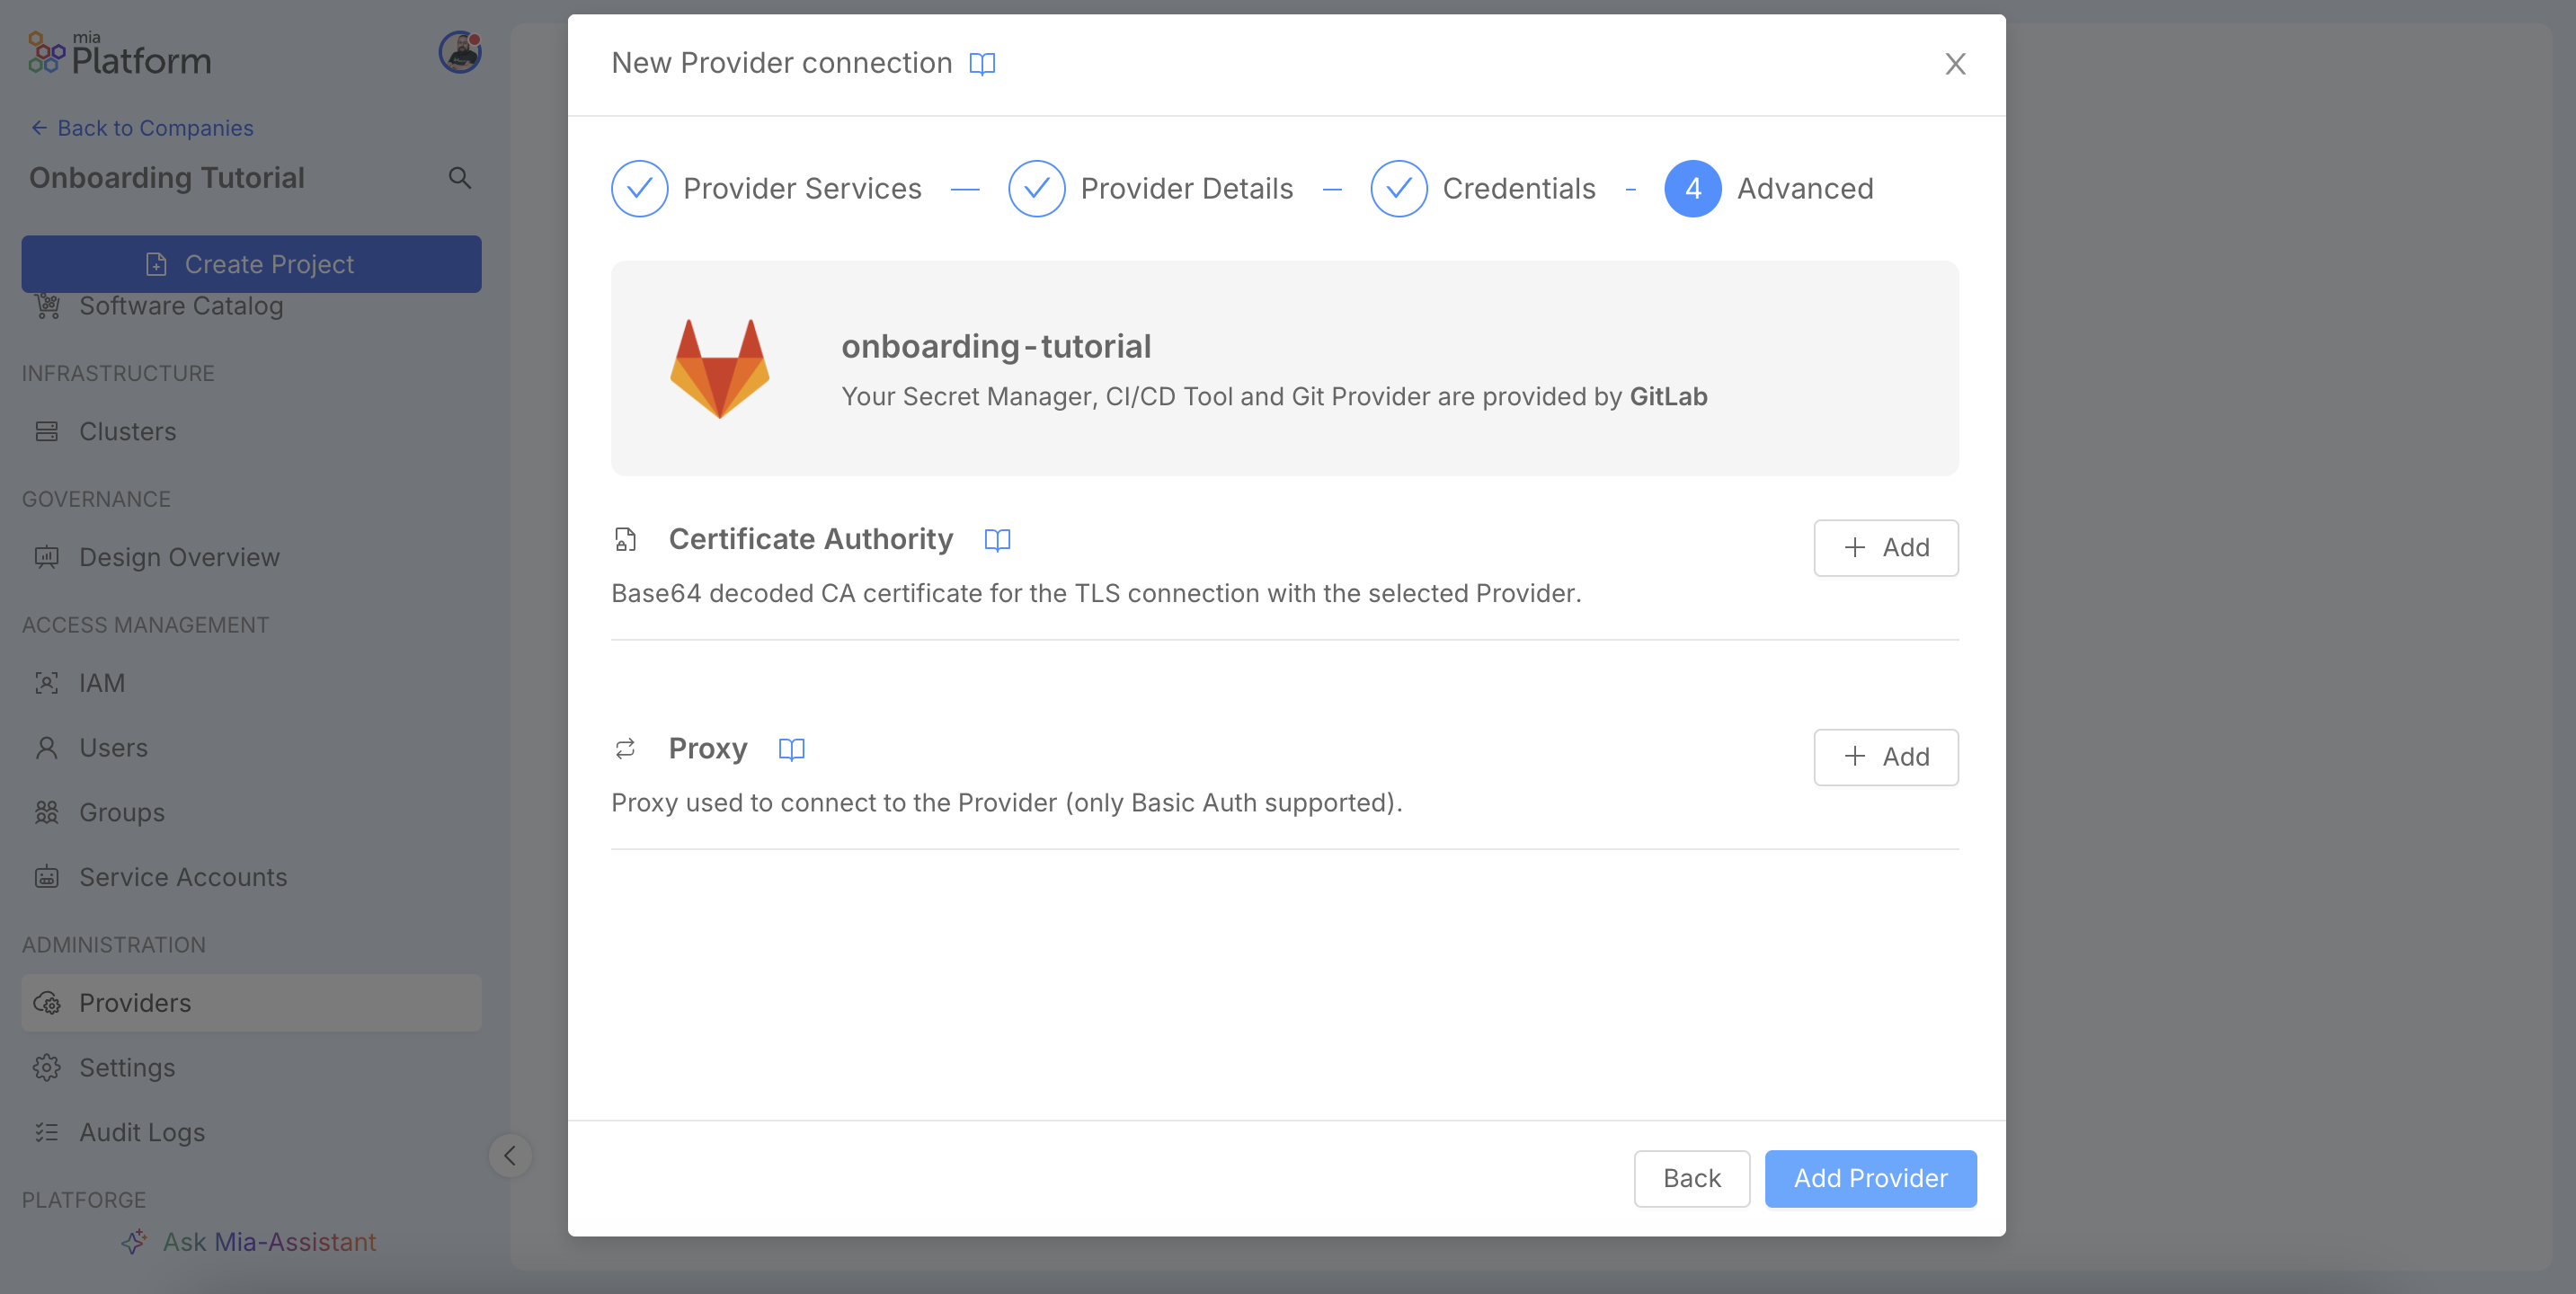 mia
Platform
Back to Companies
Onboarding Tutorial
Create Project
Software Catalog
INFRASTRUCTURE
Clusters
GOVERNANCE
Design Overview
ACCESS MANAGEMENT
IAM
Users
Groups
Service Accounts
ADMINISTRATION
Providers
Settings
Audit Logs
PLATFORGE
Ask Mia-Assistant
New Provider connection
Provider Services
Provider Details
Credentials
4 Advanced
onboarding-tutorial
Your Secret Manager, CI/CD Tool and Git Provider are provided by GitLab
Certificate Authority
Add
Base64 decoded CA certificate for the TLS connection with the selected Provider.
Proxy
Add
Proxy used to connect to the Provider (only Basic Auth supported).
Back
Add Provider